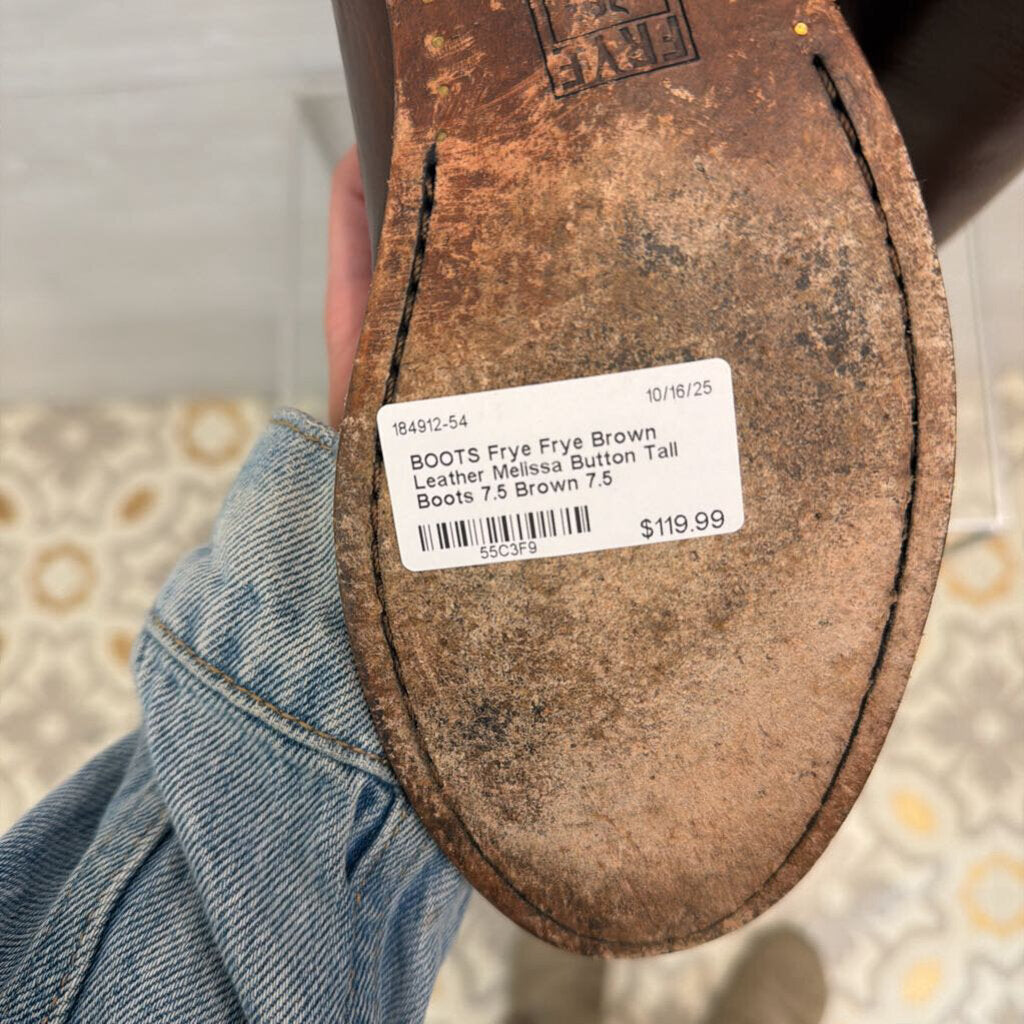 FRYE
184912-54 10/16/25
BOOTS Frye Frye Brown
Leather Melissa Button Tall
Boots 7.5 Brown 7.5
55C3F9 $119.99